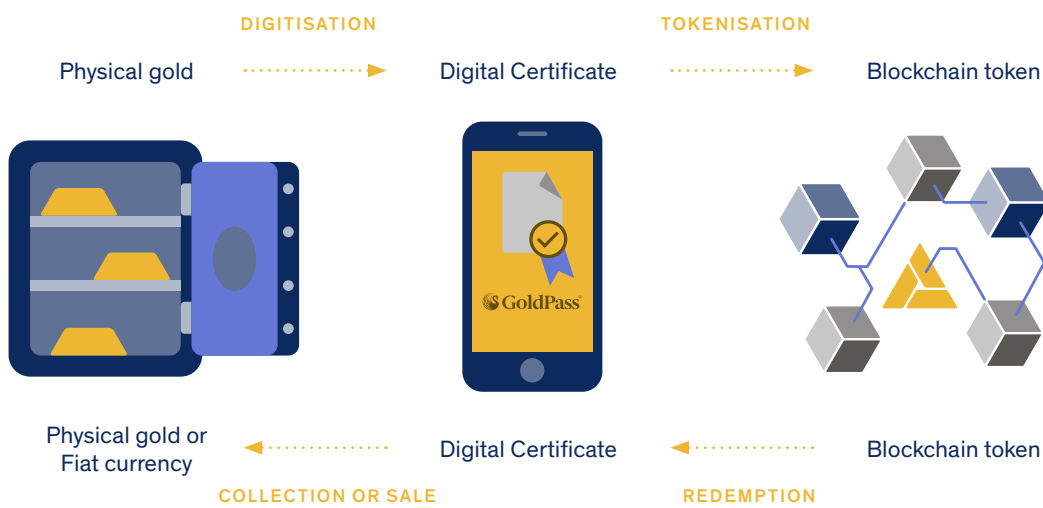 DIGITISATION
TOKENISATION
Physical gold
Digital Certificate
Blockchain token
GoldPass
Physical gold or
Fiat currency
Digital Certificate
Blockchain token
COLLECTION OR SALE
REDEMPTION